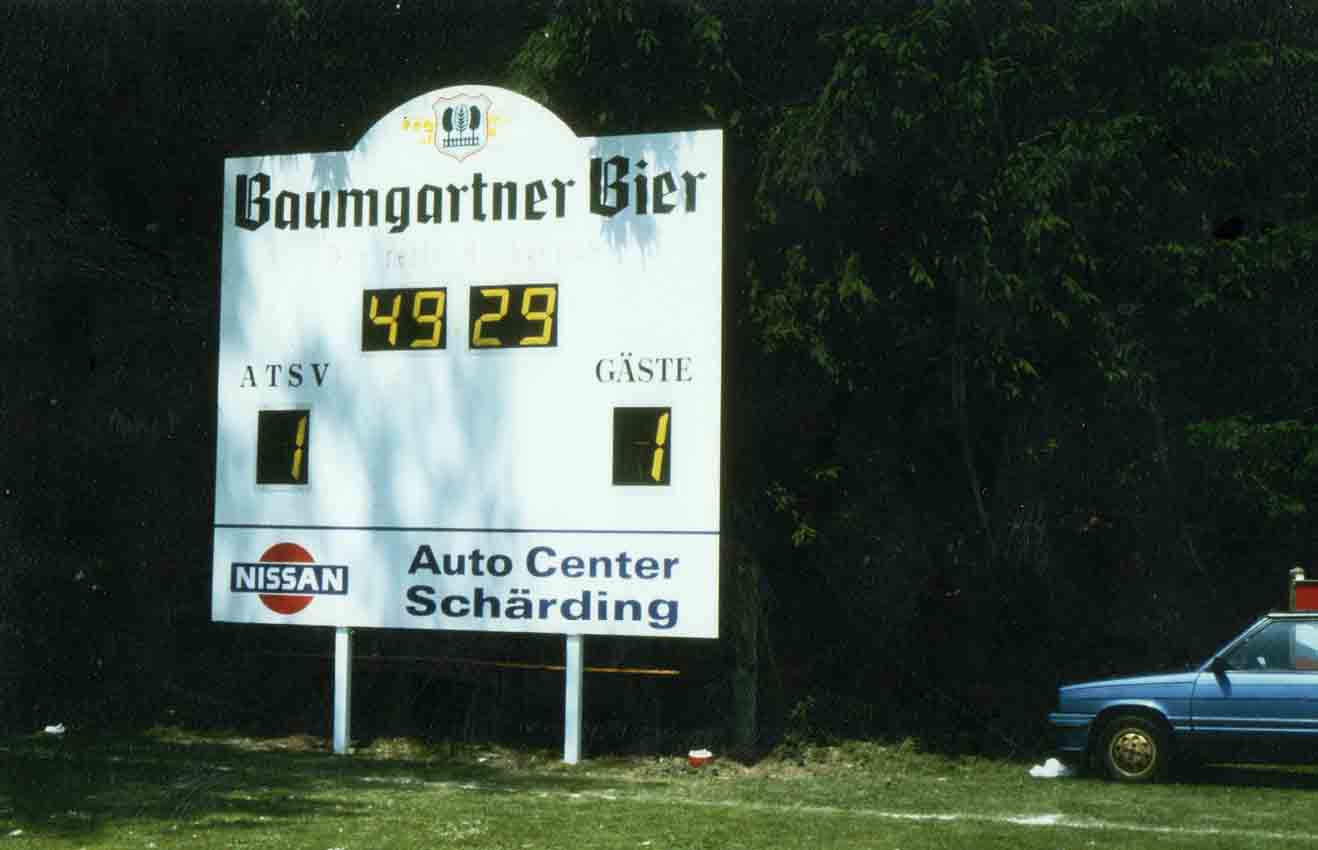 Baumgartner Bier
49 29
ATSV GÄSTE
1 1
NISSAN
Auto Center
Schärding